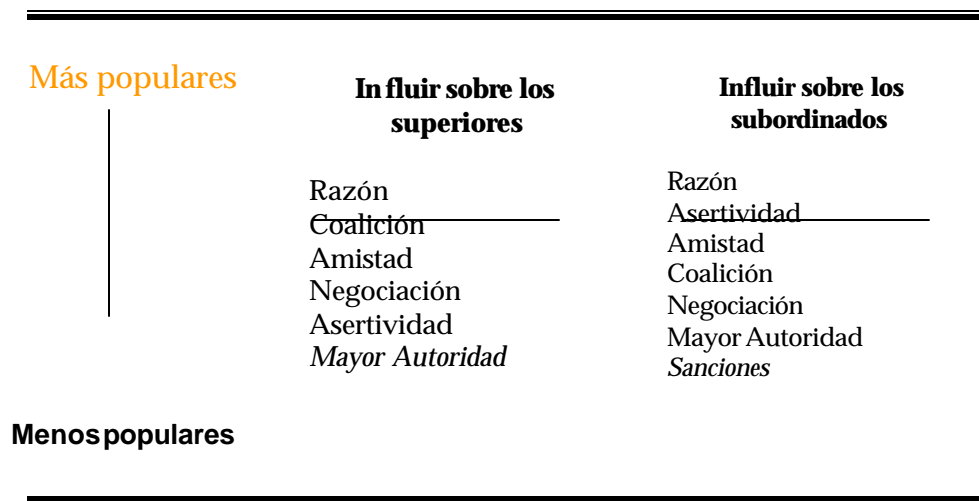 Más populares
In fluir sobre los
superiores
Razón
Coalición
Amistad
Negociación
Asertividad
Mayor Autoridad
Influir sobre los
subordinados
Razón
Asertividad
Amistad
Coalición
Negociación
Mayor Autoridad
Sanciones
Menos populares